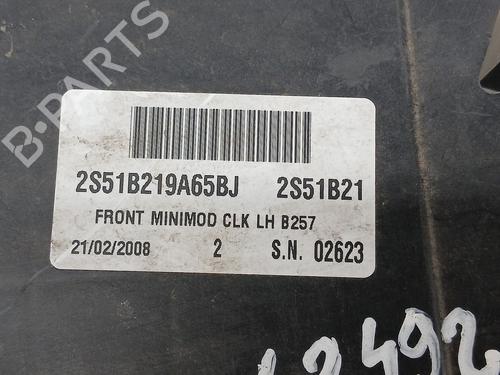 B-PARTS
2S51B219A65BJ 2S51B21
FRONT MINIMOD CLK LH B257
21/02/2008 2 S.N. 02623